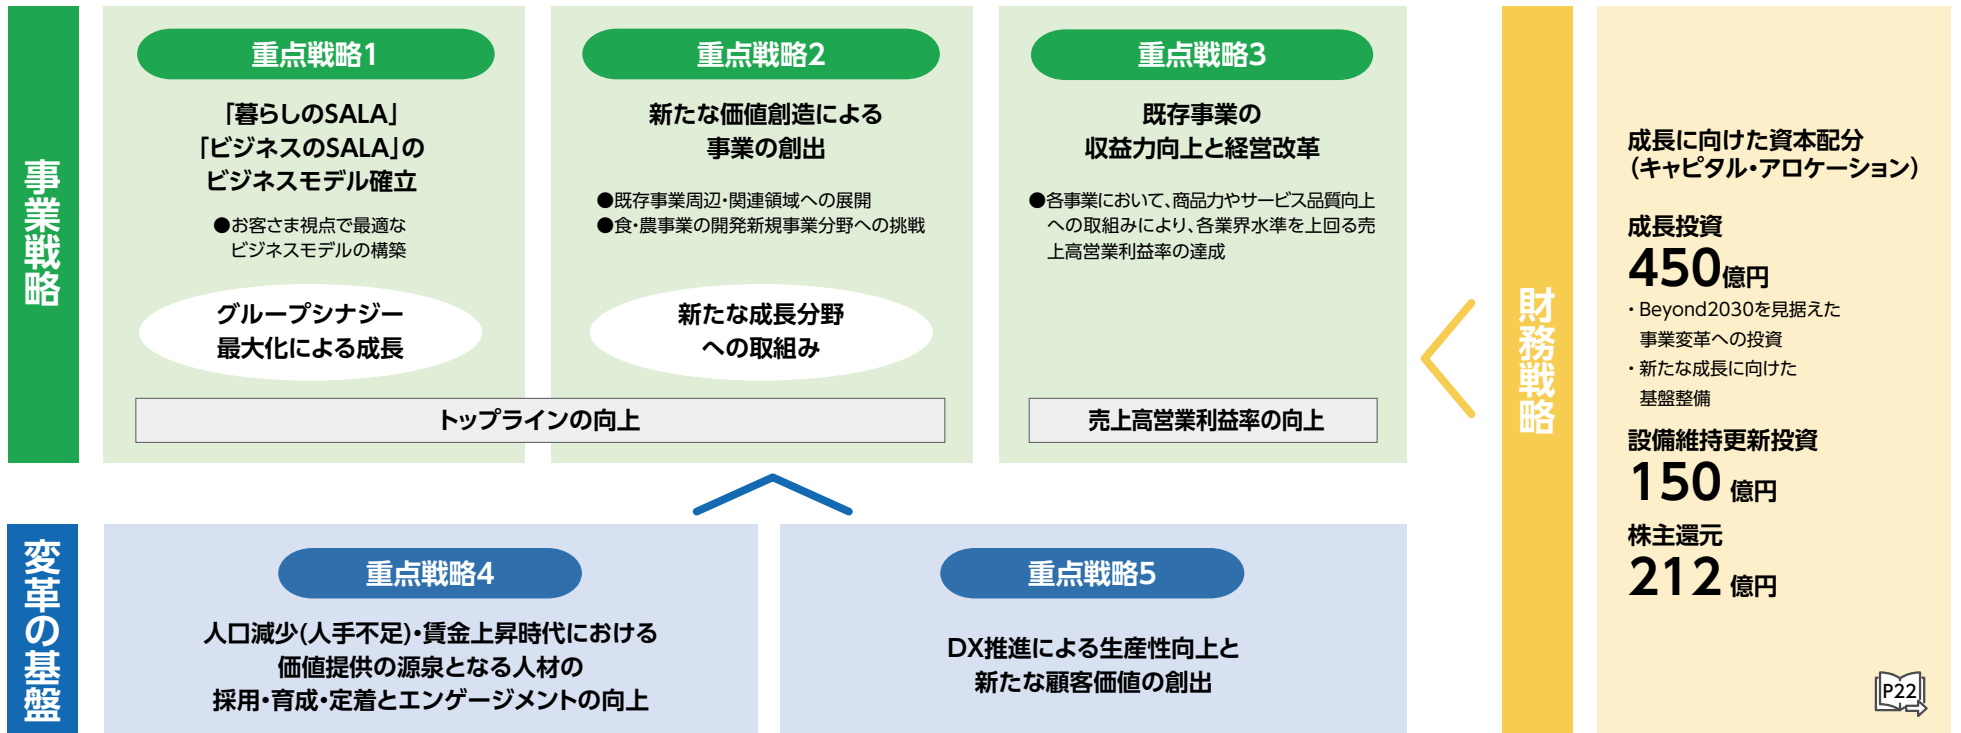 事業戦略
重点戦略1
「暮らしのSALA」
「ビジネスのSALA」の
ビジネスモデル確立
●お客さま視点で最適な
ビジネスモデルの構築
グループシナジー
最大化による成長
重点戦略2
新たな価値創造による
事業の創出
●既存事業周辺・関連領域への展開
●食・農事業の開発新規事業分野への挑戦
新たな成長分野
への取組み
トップラインの向上
重点戦略3
既存事業の
収益力向上と経営改革
●各事業において、商品力やサービス品質向上
への取組みにより、各業界水準を上回る売
上高営業利益率の達成
売上高営業利益率の向上
変革の基盤
重点戦略4
人口減少(人手不足)・賃金上昇時代における
価値提供の源泉となる人材の
採用・育成・定着とエンゲージメントの向上
重点戦略5
DX推進による生産性向上と
新たな顧客価値の創出
財務戦略
成長に向けた資本配分
(キャピタル・アロケーション)
成長投資
450億円
・Beyond2030を見据えた
事業変革への投資
・新たな成長に向けた
基盤整備
設備維持更新投資
150億円
株主還元
212億円
P22